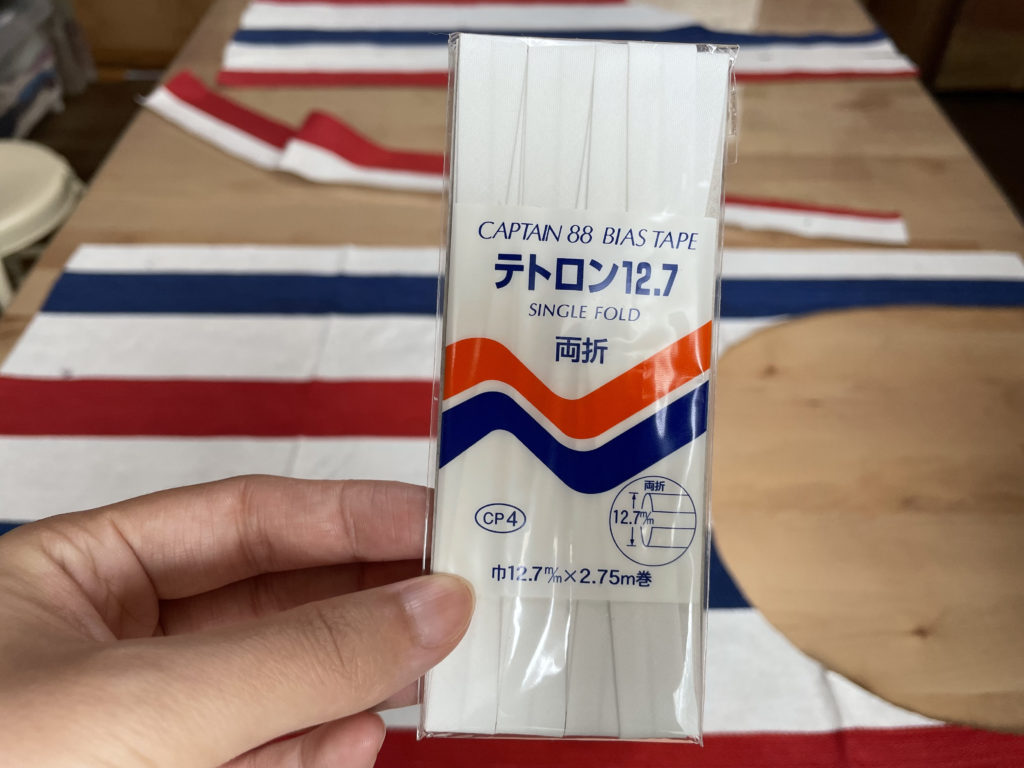 CAPTAIN 88 BIAS TAPE
テトロン12.7
SINGLE FOLD
両折
CP4
両折
12.7㎜
巾12.7㎜×2.75m巻